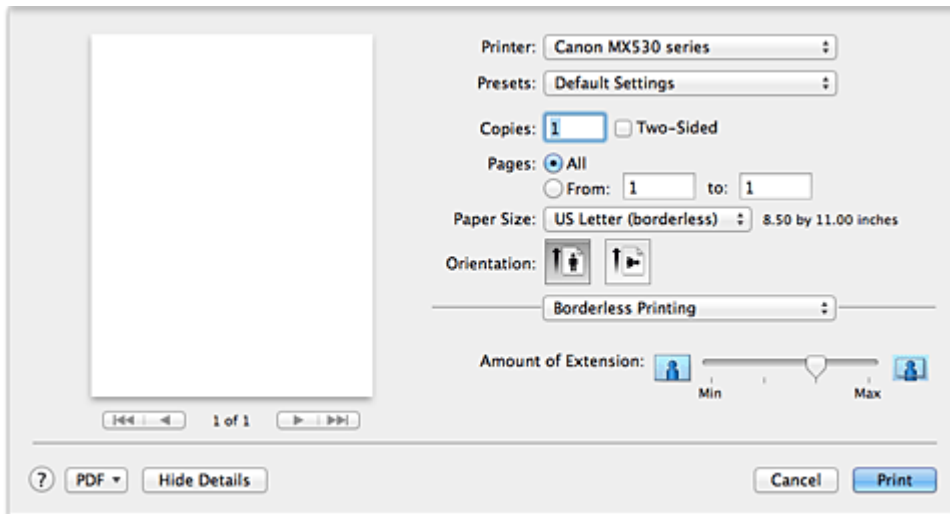 Printer: Canon MX530 series
Presets: Default Settings
Copies: 1 Two-Sided
Pages: All
From: 1 to: 1
Paper Size: US Letter (borderless) 8.50 by 11.00 inches
Orientation:
Borderless Printing
Amount of Extension:
Min Max
1 of 1
? PDF Hide Details Cancel Print